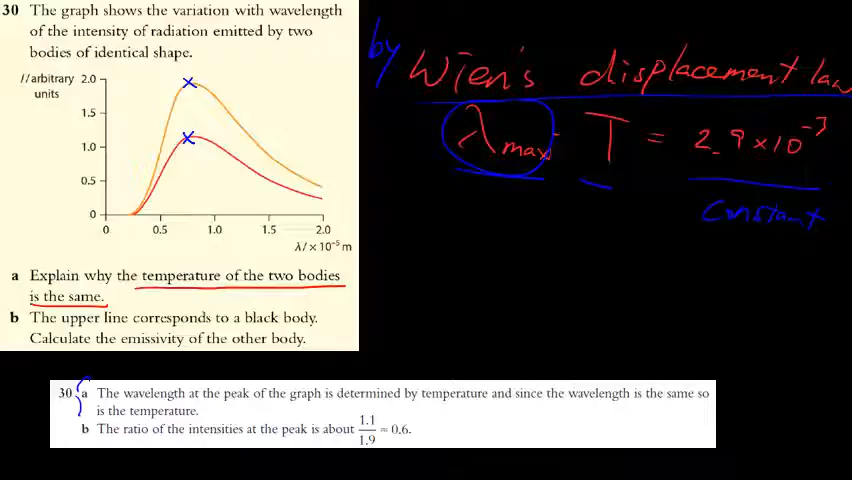 30 The graph shows the variation with wavelength
of the intensity of radiation emitted by two
bodies of identical shape.
I/arbitrary
units
2.0
1.5
1.0
0.5
0
0 0.5 1.0 1.5 2.0
λ/× 10⁻⁵ m
a Explain why the temperature of the two bodies
is the same.
b The upper line corresponds to a black body.
Calculate the emissivity of the other body.
by Wien's displacement law
λmax T = 2.9×10⁻³
constant
30 a The wavelength at the peak of the graph is determined by temperature and since the wavelength is the same so
is the temperature.
b The ratio of the intensities at the peak is about 1.1/1.9 = 0.6.